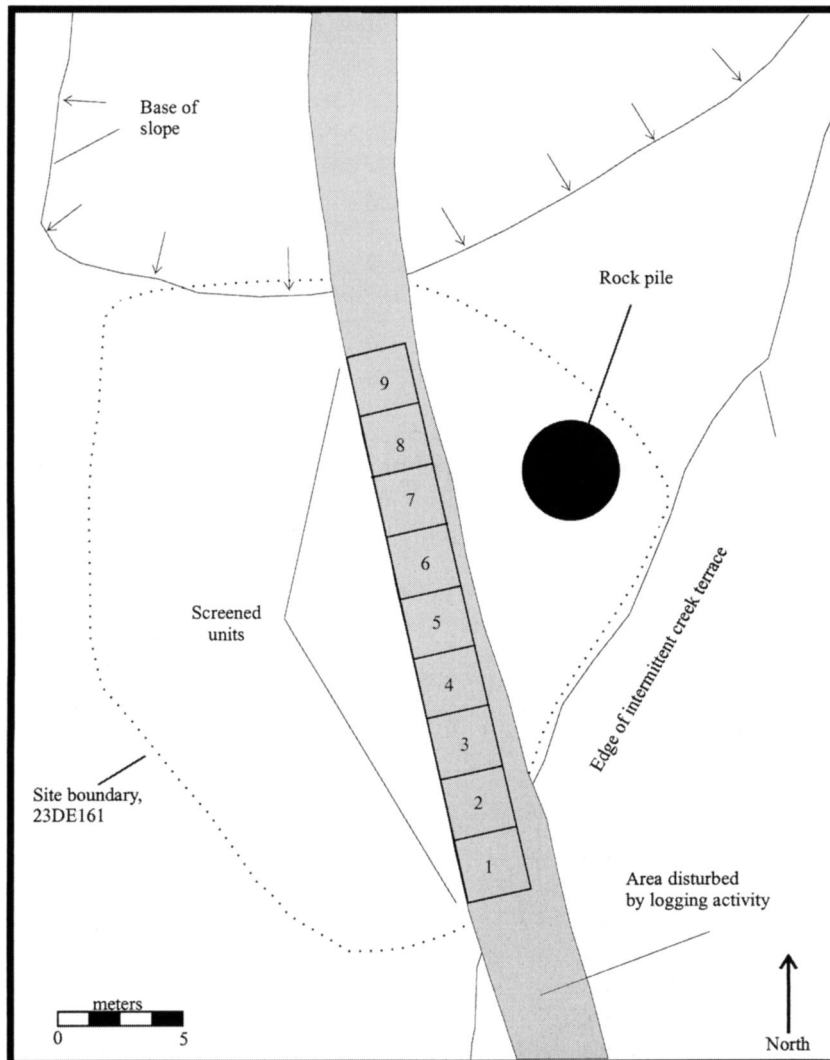 Base of
slope
Rock pile
9
8
7
6
5
4
3
2
1
Screened
units
Edge of intermittent creek terrace
Site boundary,
23DE161
Area disturbed
by logging activity
meters
0 5
North